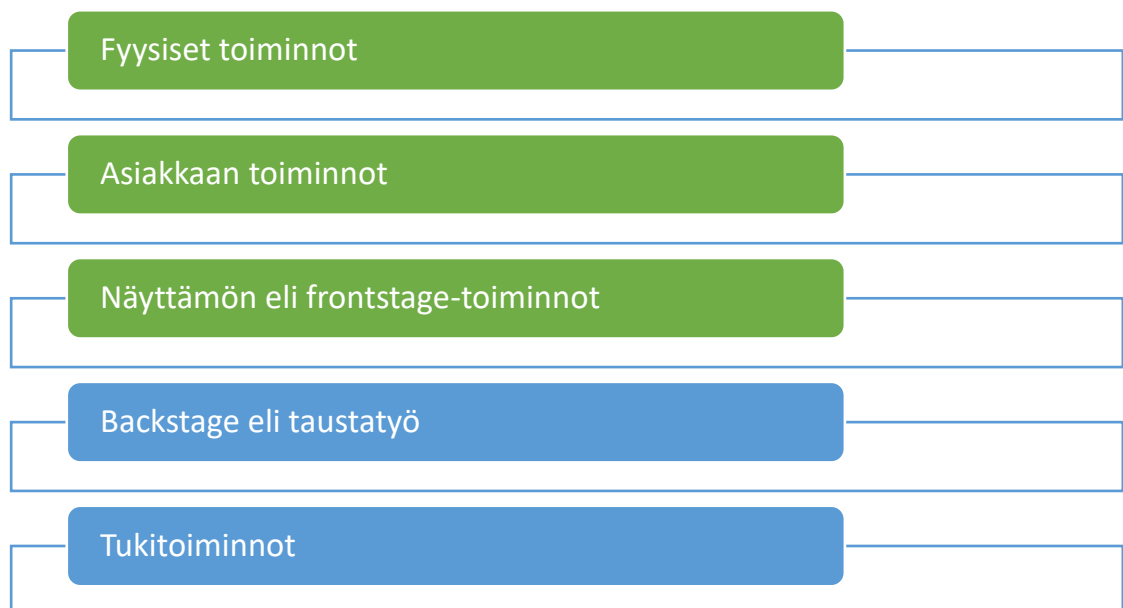 Fyysiset toiminnot
Asiakkaan toiminnot
Näyttämön eli frontstage-toiminnot
Backstage eli taustatyö
Tukitoiminnot